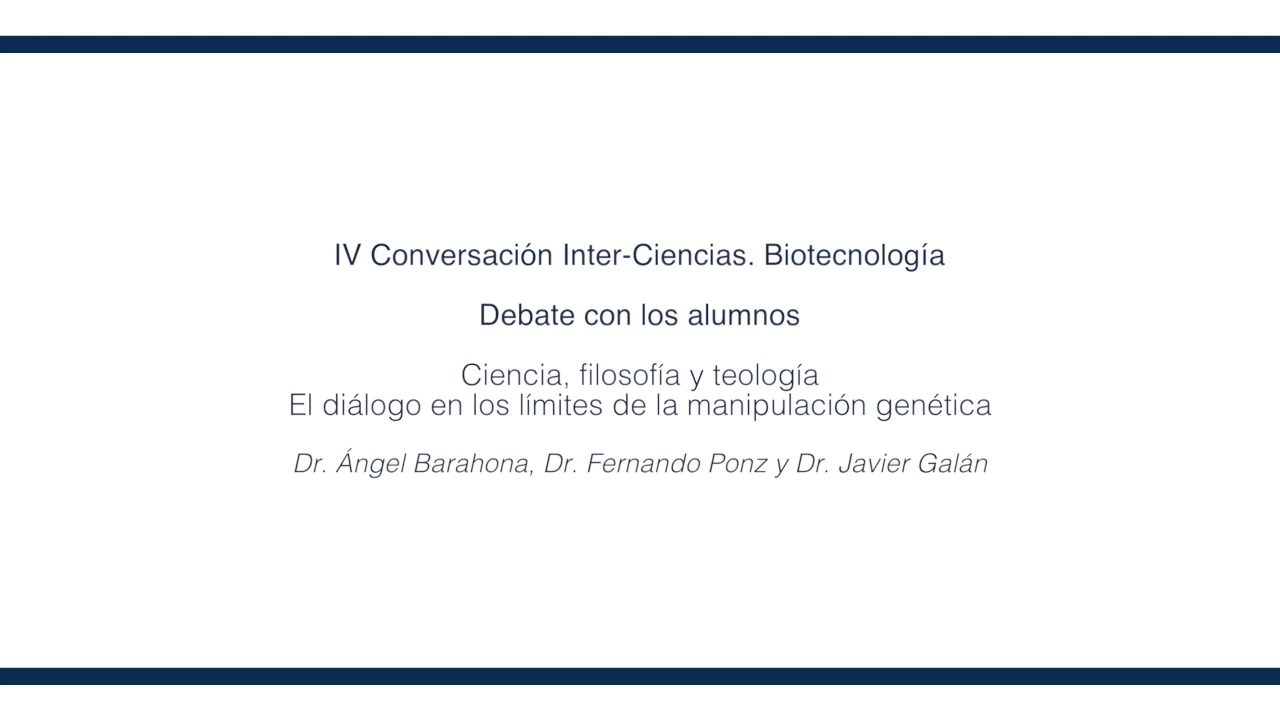 IV Conversación Inter-Ciencias. Biotecnología
Debate con los alumnos
Ciencia, filosofía y teología
El diálogo en los límites de la manipulación genética
Dr. Ángel Barahona, Dr. Fernando Ponz y Dr. Javier Galán